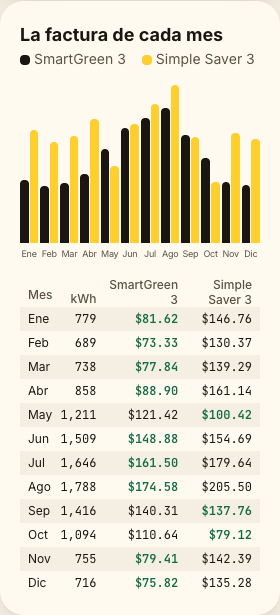 La factura de cada mes
SmartGreen 3 Simple Saver 3
Ene Feb Mar Abr May Jun Jul Ago Sep Oct Nov Dic
Mes kWh SmartGreen 3 Simple Saver 3
Ene 779 $81.62 $146.76
Feb 689 $73.33 $130.37
Mar 738 $77.84 $139.29
Abr 858 $88.90 $161.14
May 1,211 $121.42 $100.42
Jun 1,509 $148.88 $154.69
Jul 1,646 $161.50 $179.64
Ago 1,788 $174.58 $205.50
Sep 1,416 $140.31 $137.76
Oct 1,094 $110.64 $79.12
Nov 755 $79.41 $142.39
Dic 716 $75.82 $135.28